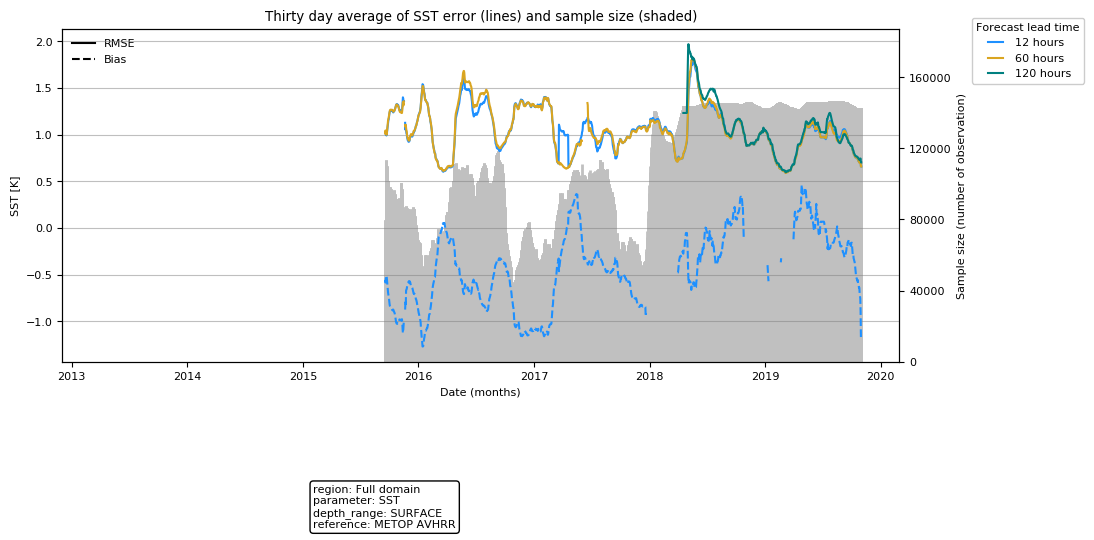 Thirty day average of SST error (lines) and sample size (shaded)
Forecast lead time
12 hours
60 hours
120 hours
RMSE
Bias
SST [K]
2.0
1.5
1.0
0.5
0.0
−0.5
−1.0
Sample size (number of observation)
160000
120000
80000
40000
0
2013
2014
2015
2016
2017
2018
2019
2020
Date (months)
region: Full domain
parameter: SST
depth_range: SURFACE
reference: METOP AVHRR